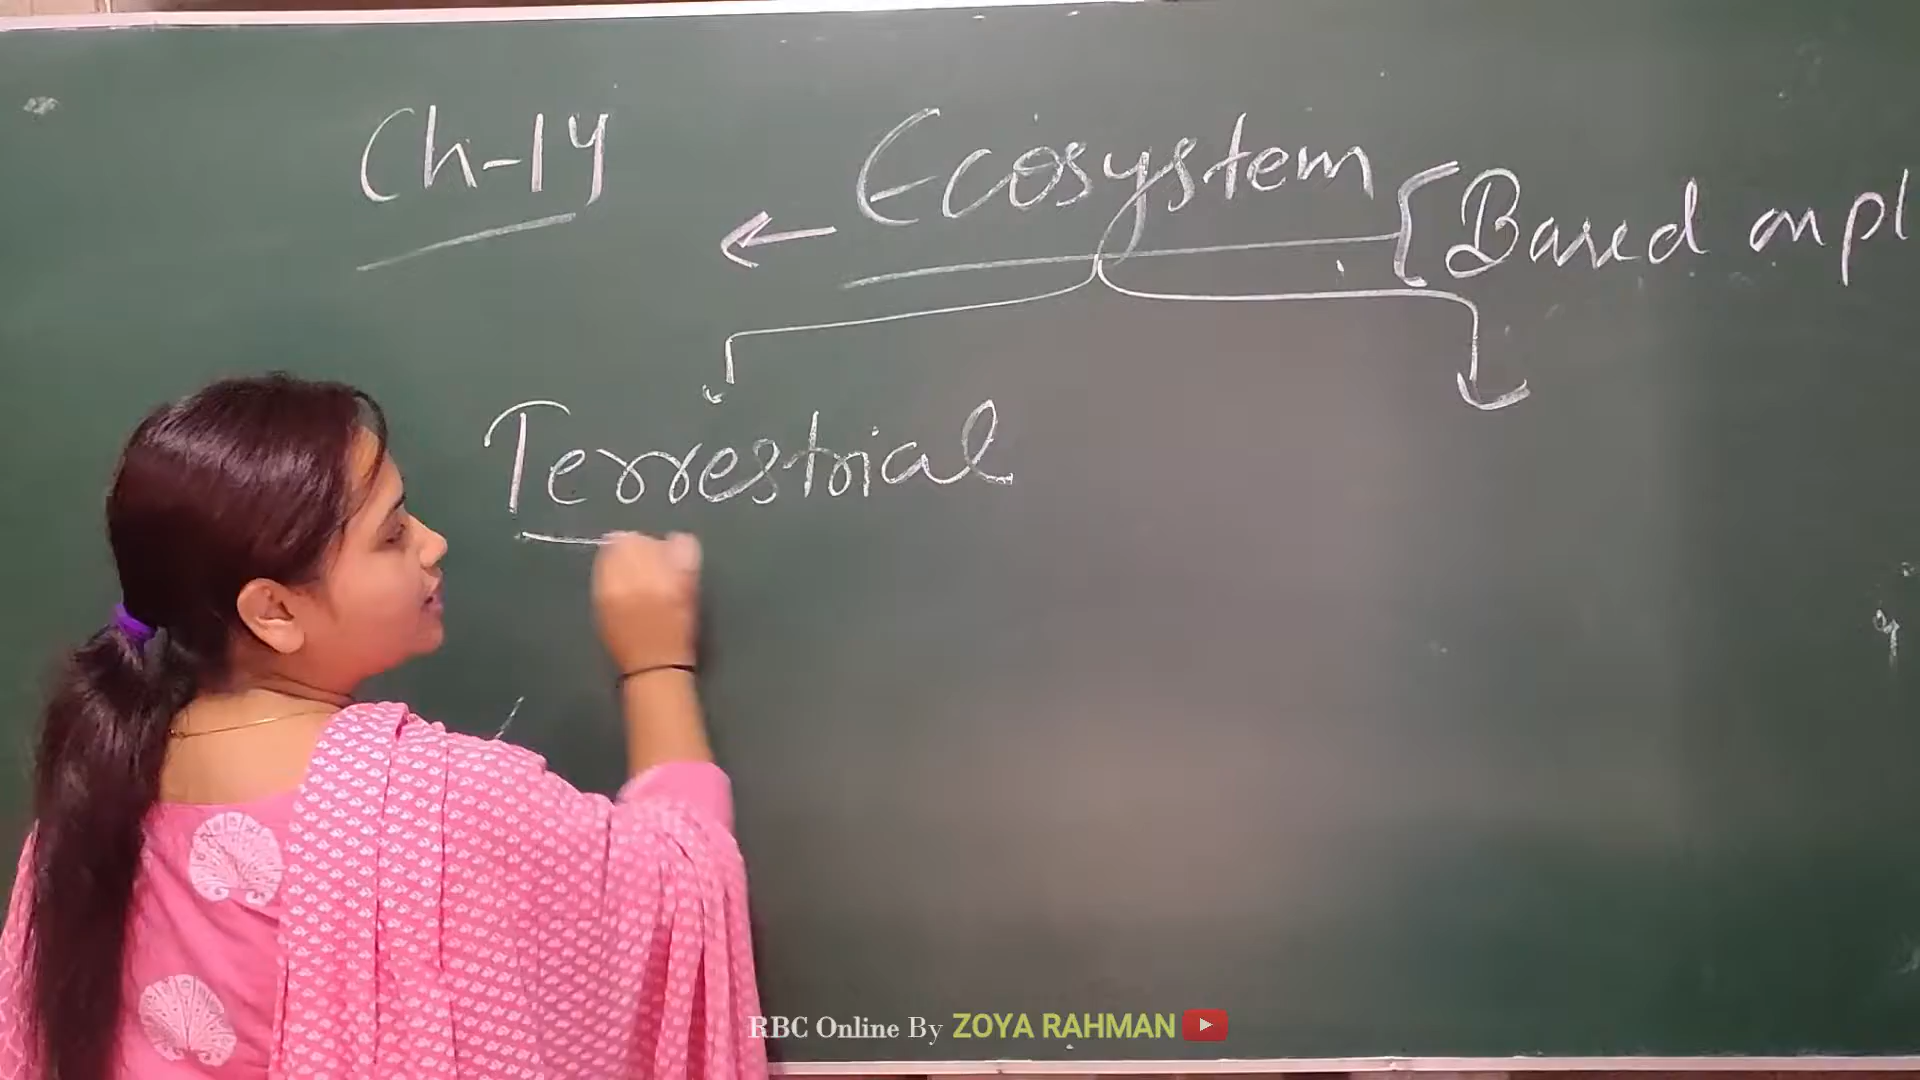 Ch-14 Ecosystem
Based on pl
Terrestrial
RBC Online By ZOYA RAHMAN